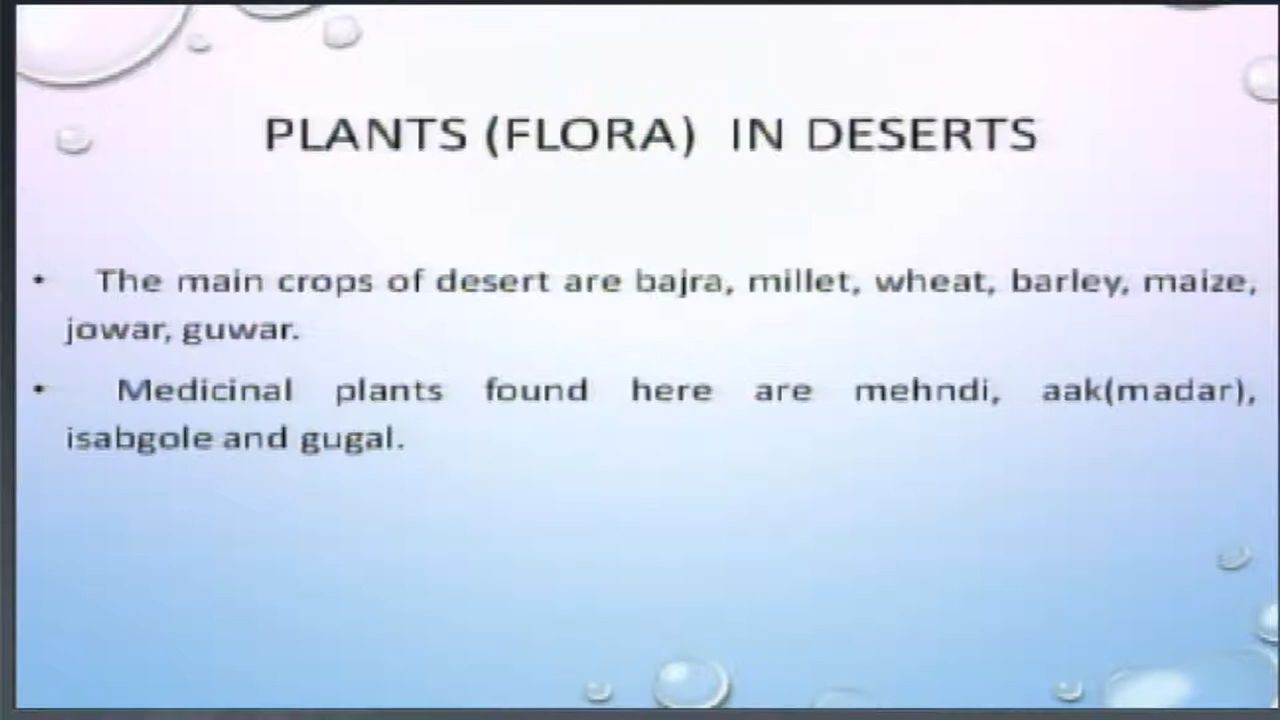 PLANTS (FLORA) IN DESERTS
• The main crops of desert are bajra, millet, wheat, barley, maize,
jowar, guwar.
• Medicinal plants found here are mehndi, aak(madar),
isabgole and gugal.